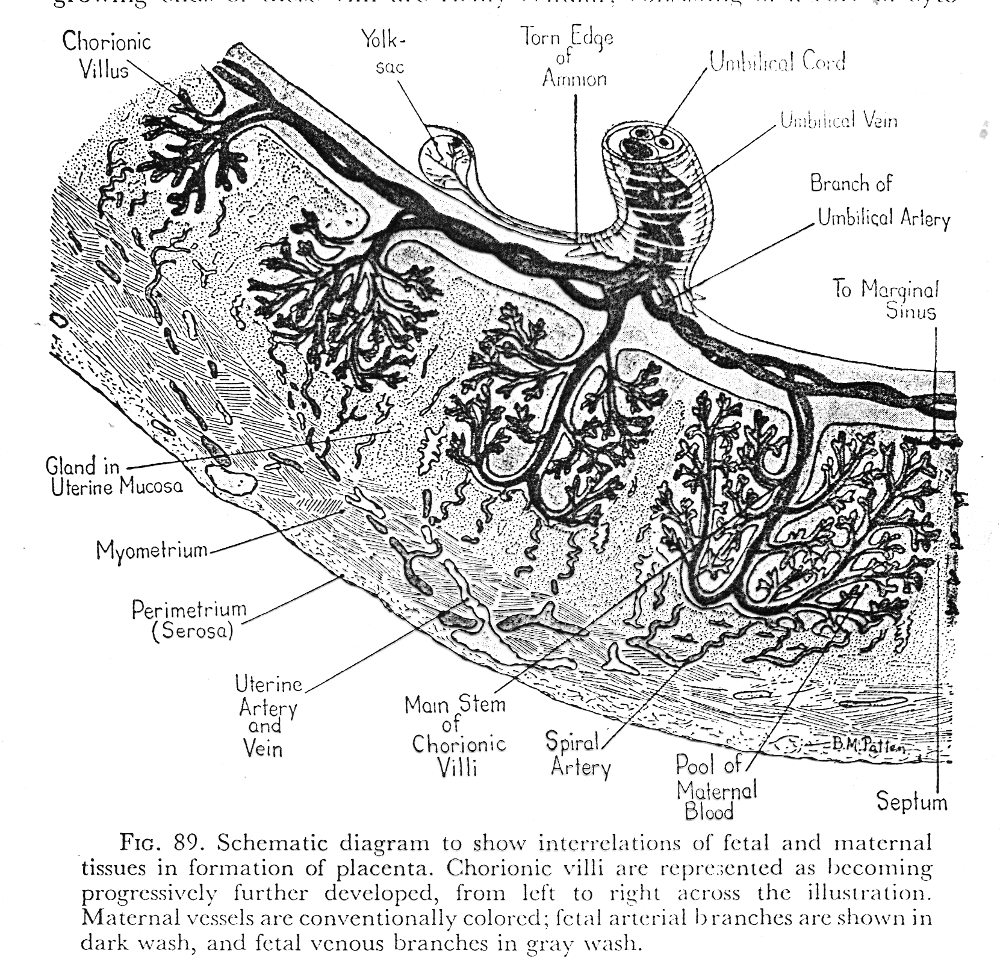 Chorionic
Villus
Yolk-
sac
Torn Edge
of
Amnion
Umbilical Cord
Umbilical Vein
Branch of
Umbilical Artery
To Marginal
Sinus
Gland in
Uterine Mucosa
Myometrium
Perimetrium
(Serosa)
Uterine
Artery
and
Vein
Main Stem
of
Chorionic
Villi
Spiral
Artery
Pool of
Maternal
Blood
B.M.Patten
Septum
FIG. 89. Schematic diagram to show interrelations of fetal and maternal
tissues in formation of placenta. Chorionic villi are represented as becoming
progressively further developed, from left to right across the illustration.
Maternal vessels are conventionally colored; fetal arterial branches are shown in
dark wash, and fetal venous branches in gray wash.